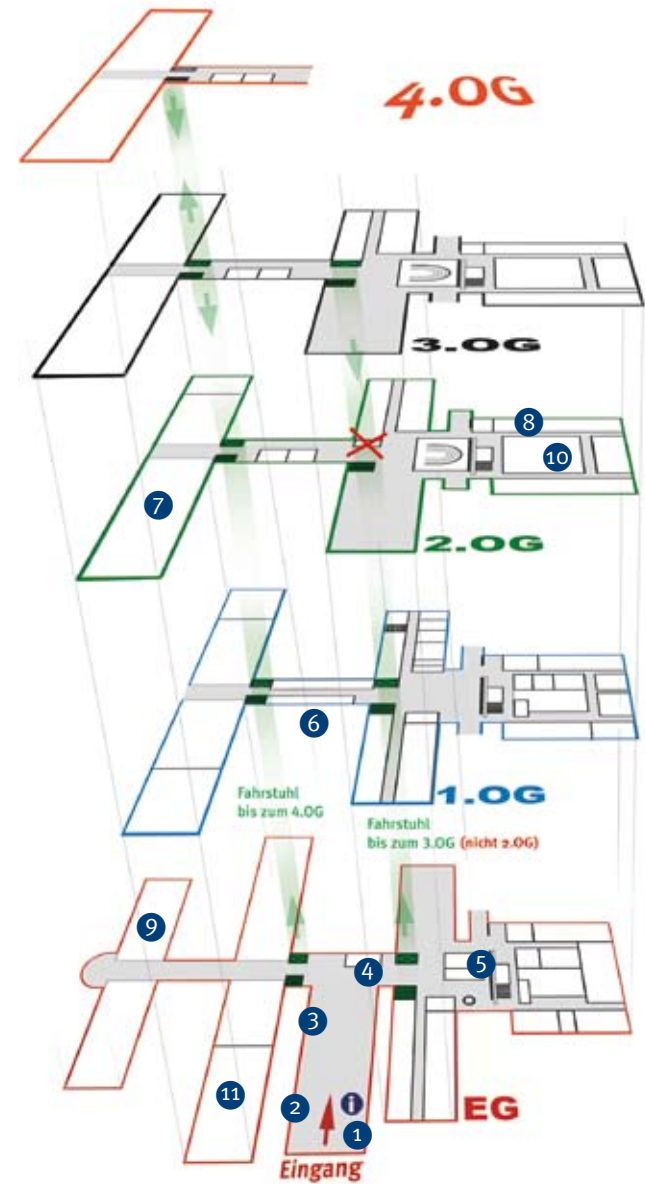 4.OG
3.OG
8
10
7
2.OG
6
Fahrstuhl
bis zum 4.OG
1.OG
Fahrstuhl
bis zum 3.OG (nicht 2.OG)
9
4
5
3
11
2
i
1
EG
Eingang